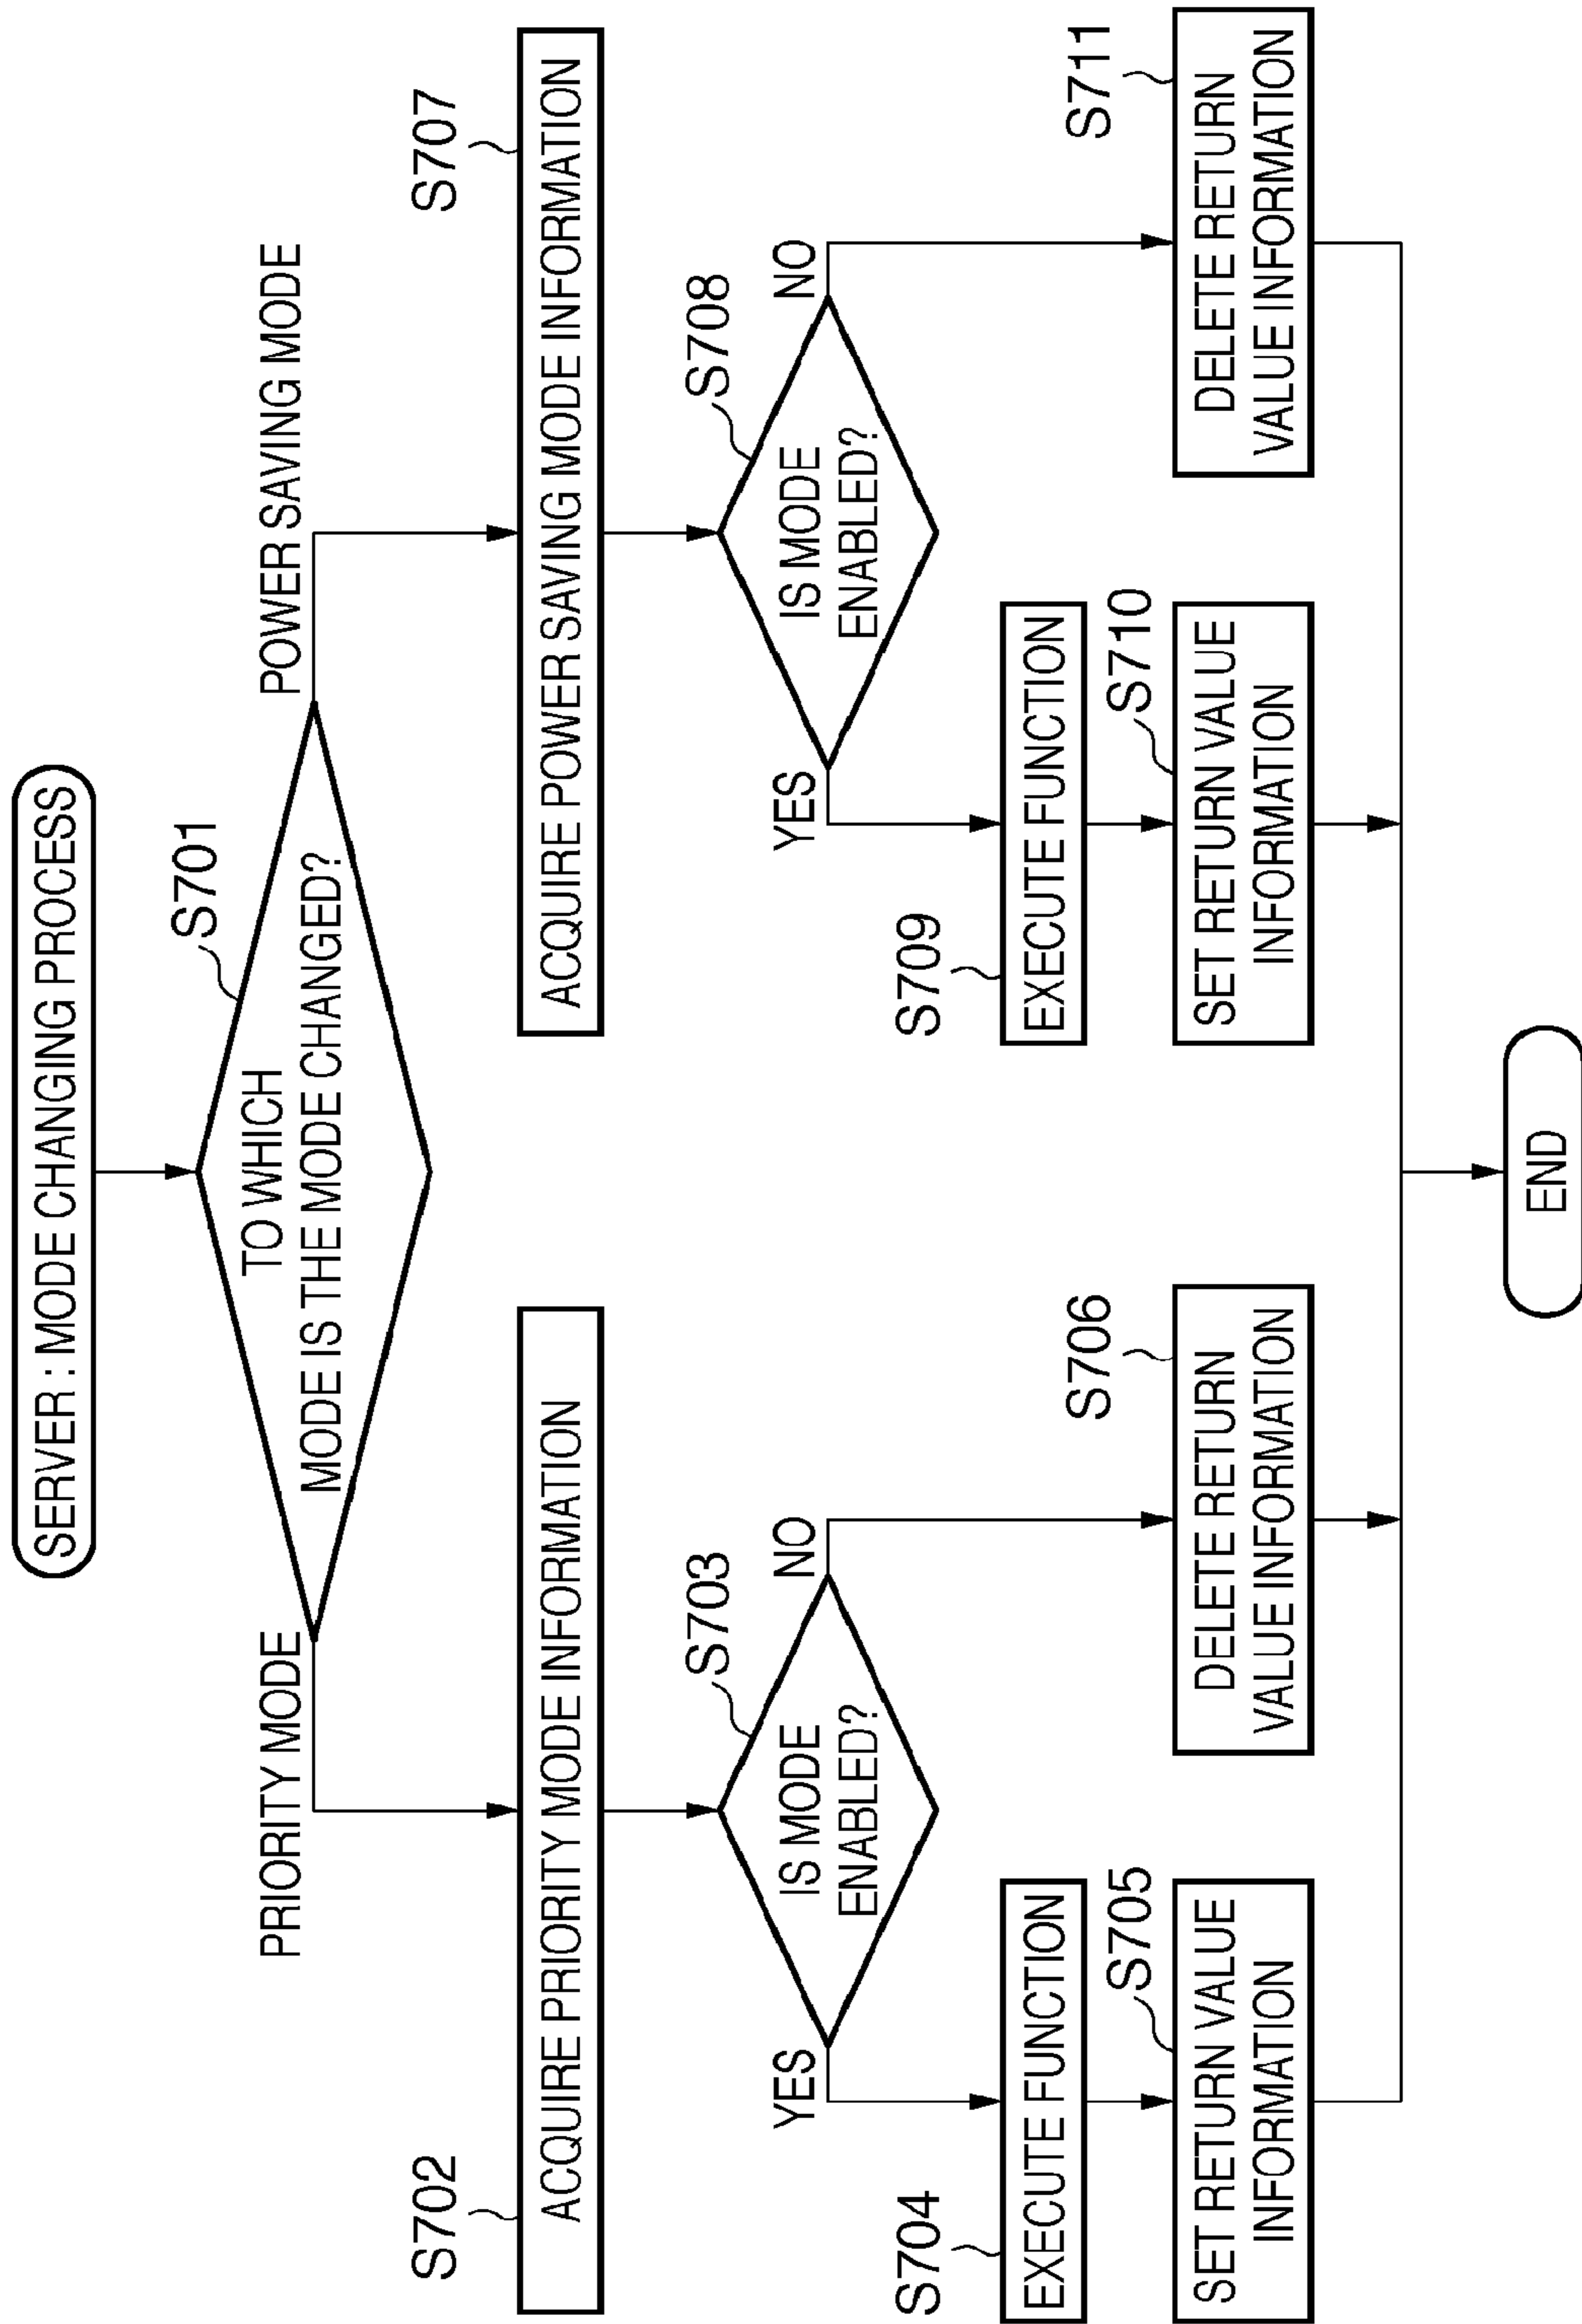 SERVER : MODE CHANGING PROCESS
S701
TO WHICH
MODE IS THE MODE CHANGED?
PRIORITY MODE
POWER SAVING MODE
S702
ACQUIRE PRIORITY MODE INFORMATION
S707
ACQUIRE POWER SAVING MODE INFORMATION
S703
IS MODE
ENABLED?
YES
NO
S708
IS MODE
ENABLED?
YES
NO
S704
EXECUTE FUNCTION
S709
EXECUTE FUNCTION
S705
SET RETURN VALUE
INFORMATION
S706
DELETE RETURN
VALUE INFORMATION
S710
SET RETURN VALUE
INFORMATION
S711
DELETE RETURN
VALUE INFORMATION
END